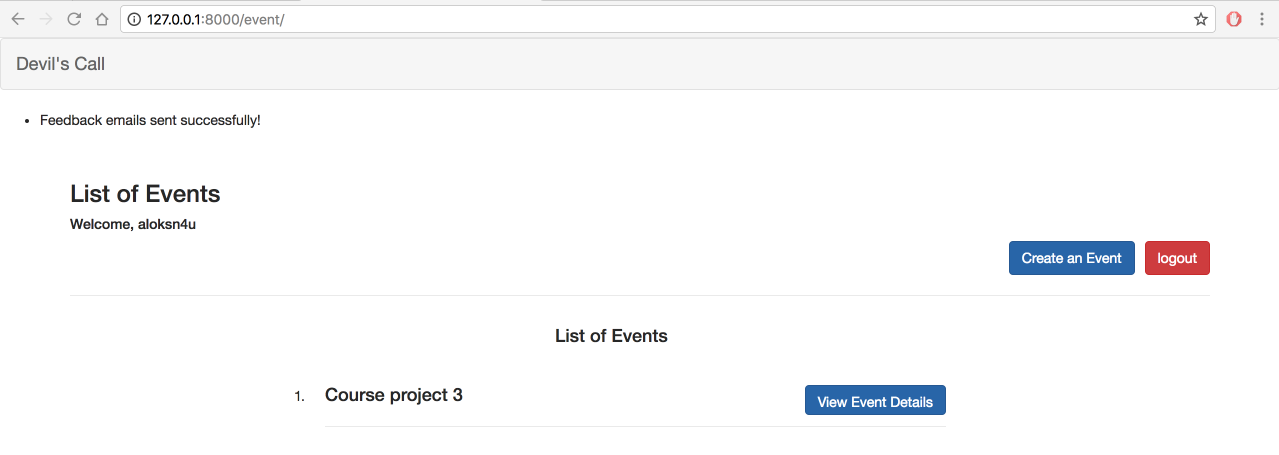 127.0.0.1:8000/event/
Devil's Call
• Feedback emails sent successfully!
List of Events
Welcome, aloksn4u
Create an Event logout
List of Events
1. Course project 3 View Event Details